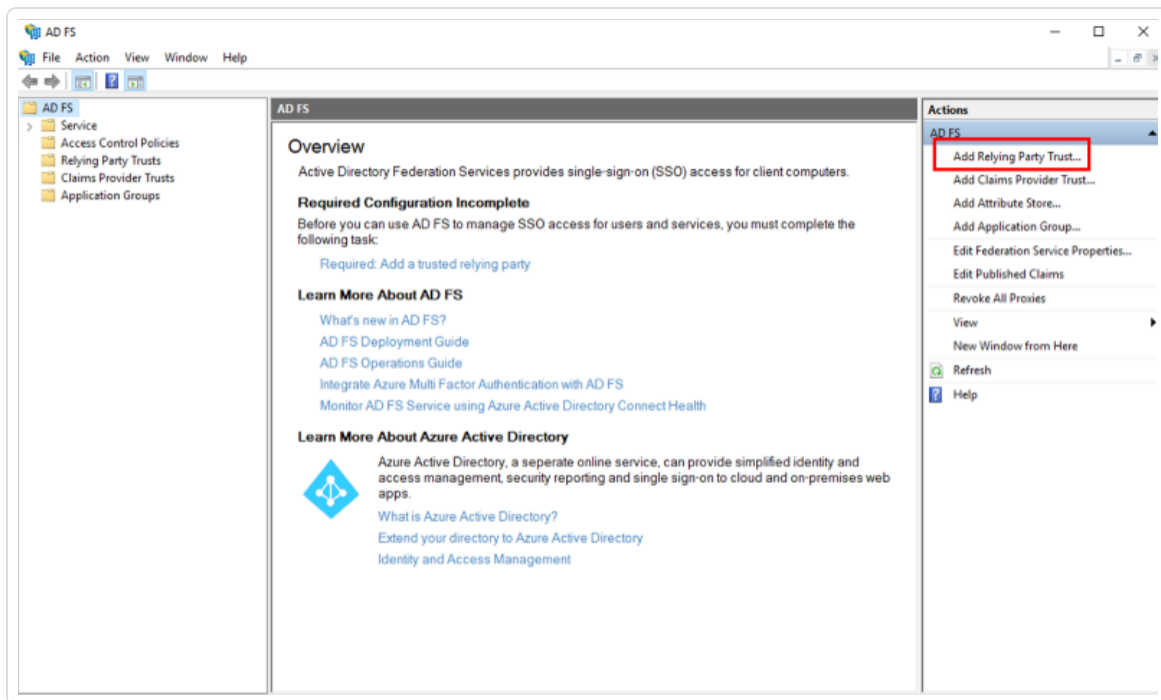 AD FS
File Action View Window Help
AD FS
Service
Access Control Policies
Relying Party Trusts
Claims Provider Trusts
Application Groups
AD FS
Overview
Active Directory Federation Services provides single-sign-on (SSO) access for client computers.
Required Configuration Incomplete
Before you can use AD FS to manage SSO access for users and services, you must complete the
following task:
Required: Add a trusted relying party
Learn More About AD FS
What's new in AD FS?
AD FS Deployment Guide
AD FS Operations Guide
Integrate Azure Multi Factor Authentication with AD FS
Monitor AD FS Service using Azure Active Directory Connect Health
Learn More About Azure Active Directory
Azure Active Directory, a seperate online service, can provide simplified identity and
access management, security reporting and single sign-on to cloud and on-premises web
apps.
What is Azure Active Directory?
Extend your directory to Azure Active Directory
Identity and Access Management
Actions
AD FS
Add Relying Party Trust...
Add Claims Provider Trust...
Add Attribute Store...
Add Application Group...
Edit Federation Service Properties...
Edit Published Claims
Revoke All Proxies
View
New Window from Here
Refresh
Help